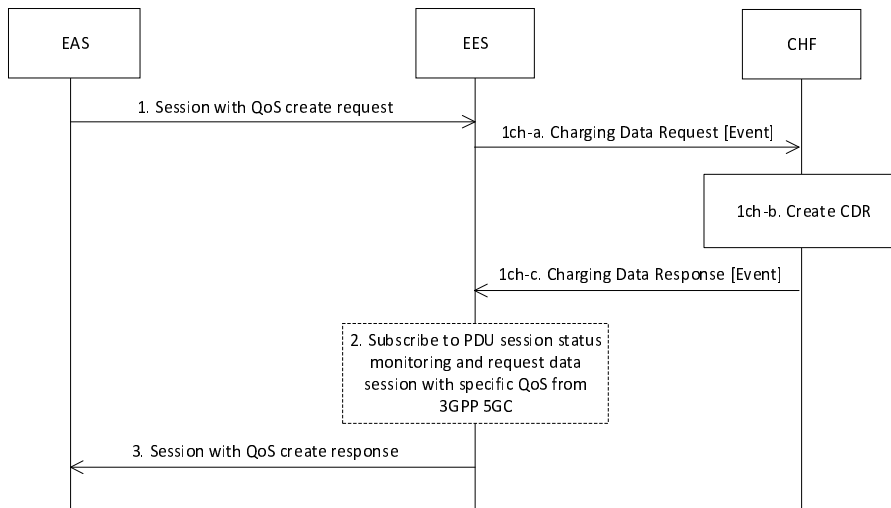 EAS
EES
CHF
1. Session with QoS create request
1ch-a. Charging Data Request [Event]
1ch-b. Create CDR
1ch-c. Charging Data Response [Event]
2. Subscribe to PDU session status
monitoring and request data
session with specific QoS from
3GPP 5GC
3. Session with QoS create response